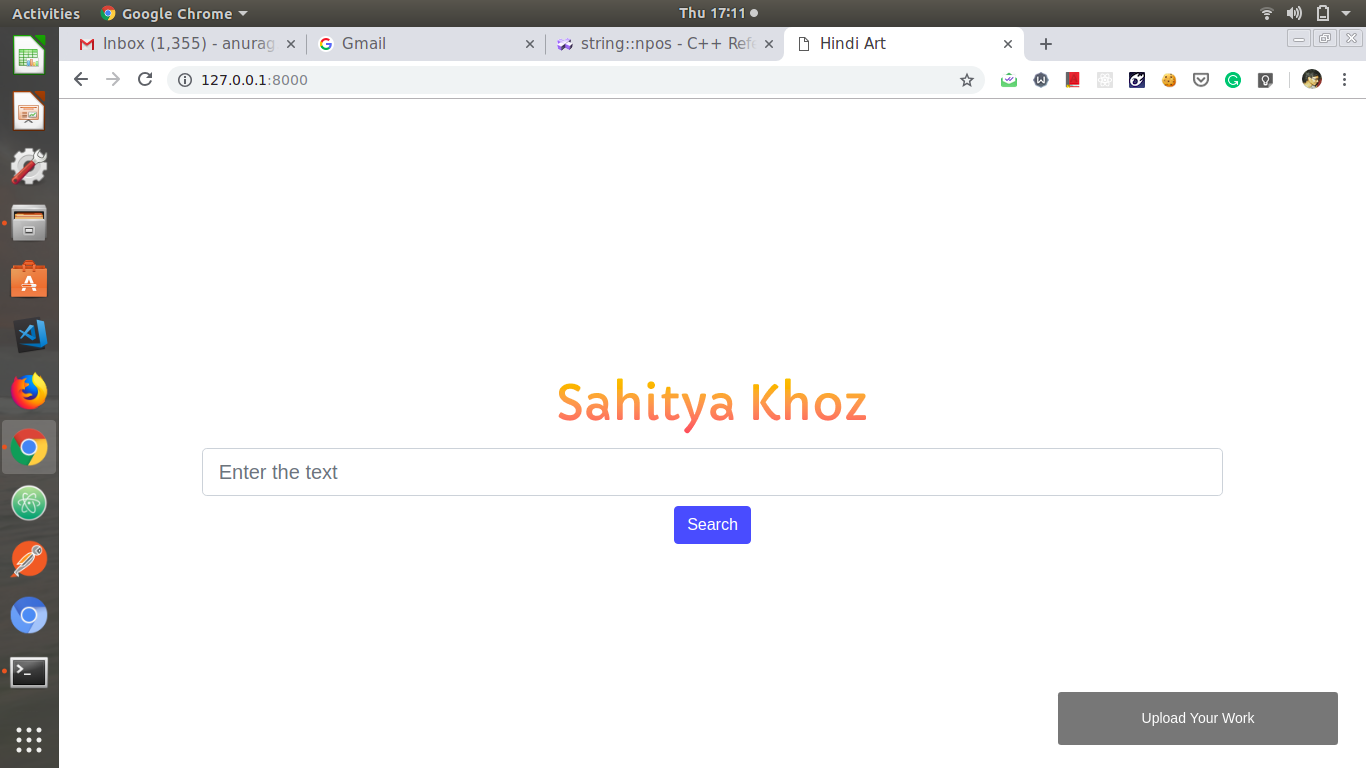 Activities Google Chrome Thu 17:11
Inbox (1,355) - anurag Gmail string::npos - C++ Refe Hindi Art
127.0.0.1:8000
Sahitya Khoz
Enter the text
Search
Upload Your Work